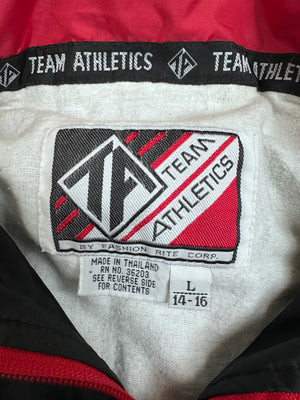 TEAM ATHLETICS TA TEAM ATHLETICS
TA
TEAM
ATHLETICS
BY FASHION RITE CORP.
MADE IN THAILAND
RN NO. 36203
SEE REVERSE SIDE
FOR CONTENTS
L
14-16